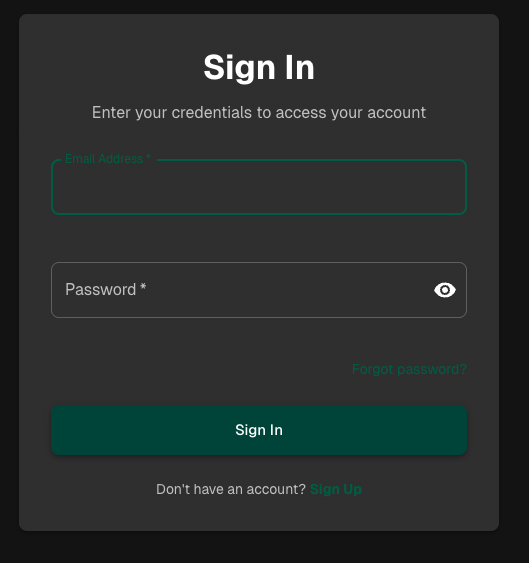 Sign In
Enter your credentials to access your account
Email Address *
Password *
Forgot password?
Sign In
Don't have an account? Sign Up